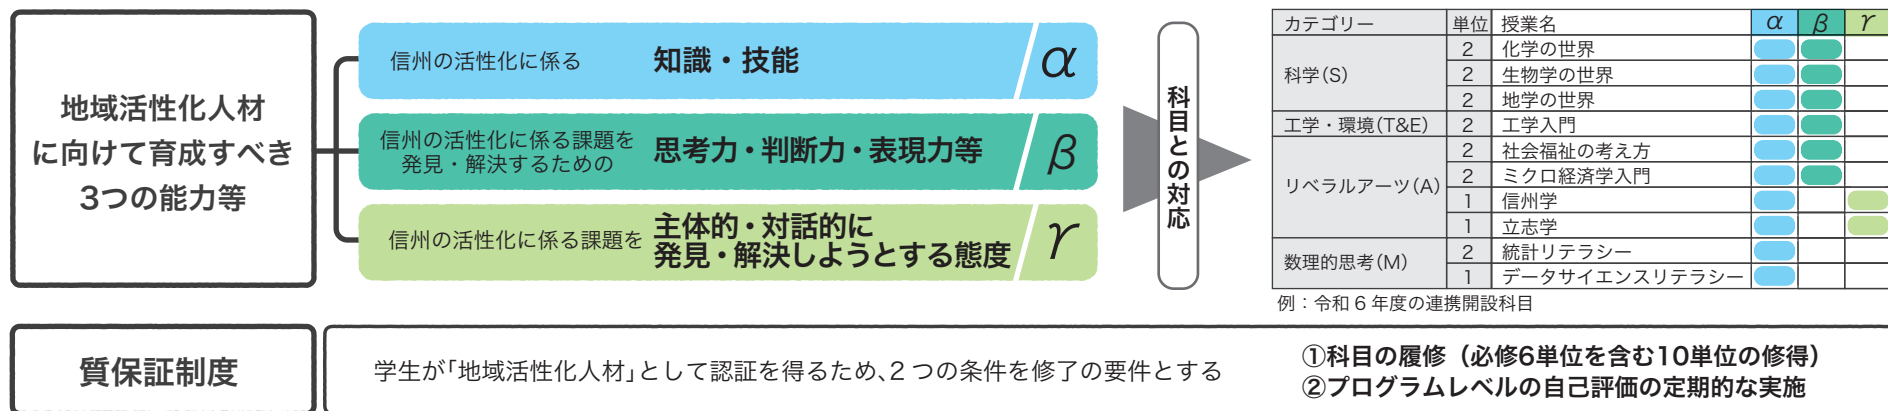 地域活性化人材
に向けて育成すべき
3つの能力等
信州の活性化に係る 知識・技能 α
信州の活性化に係る課題を
発見・解決するための
思考力・判断力・表現力等 β
信州の活性化に係る課題を
主体的・対話的に
発見・解決しようとする態度
γ
科目との対応
カテゴリー 単位 授業名 α β γ
科学(S)
2 化学の世界
2 生物学の世界
2 地学の世界
工学・環境(T&E) 2 工学入門
リベラルアーツ(A)
2 社会福祉の考え方
2 ミクロ経済学入門
1 信州学
1 立志学
数理的思考(M)
2 統計リテラシー
1 データサイエンスリテラシー
例：令和6年度の連携開設科目
質保証制度
学生が「地域活性化人材」として認証を得るため、2つの条件を修了の要件とする
①科目の履修（必修6単位を含む10単位の修得）
②プログラムレベルの自己評価の定期的な実施